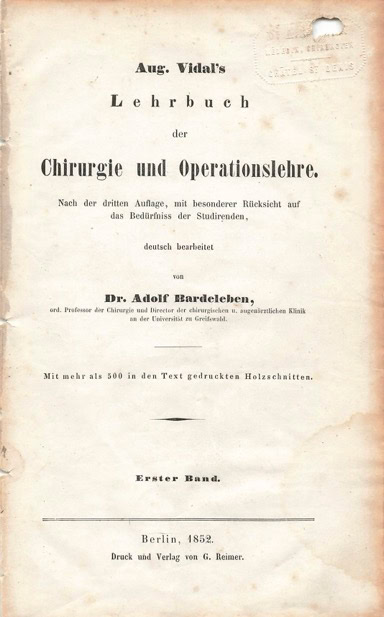 Aug. Vidal's
Lehrbuch
der
Chirurgie und Operationslehre.
Nach der dritten Auflage, mit besonderer Rücksicht auf
das Bedürfniss der Studirenden,
deutsch bearbeitet
von
Dr. Adolf Bardeleben,
ord. Professor der Chirurgie und Director der chirurgischen u. augenärztlichen Klinik
an der Universität zu Greifswald.
Mit mehr als 500 in den Text gedruckten Holzschnitten.
Erster Band.
Berlin, 1852.
Druck und Verlag von G. Reimer.